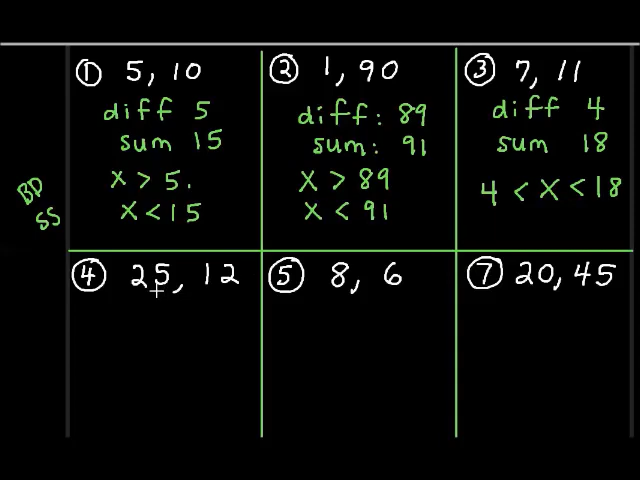 ① 5, 10
diff 5
sum 15
x > 5.
x < 15
② 1, 90
diff: 89
sum: 91
x > 89
x < 91
③ 7, 11
diff 4
sum 18
4 < x < 18
BD
SS
④ 25, 12
⑤ 8, 6
⑦ 20, 45